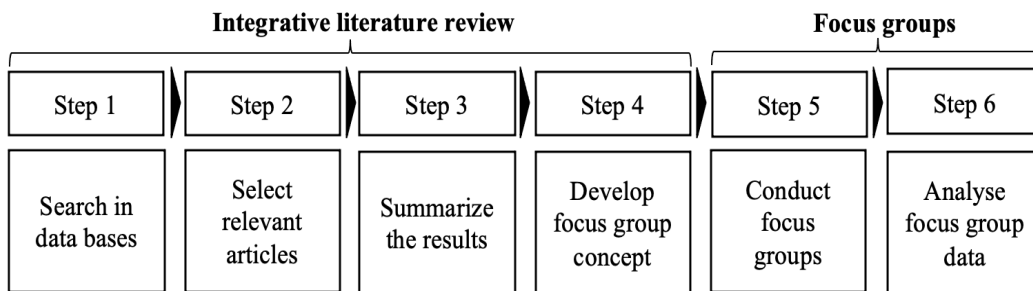 Integrative literature review
Focus groups
Step 1
Step 2
Step 3
Step 4
Step 5
Step 6
Search in
data bases
Select
relevant
articles
Summarize
the results
Develop
focus group
concept
Conduct
focus
groups
Analyse
focus group
data